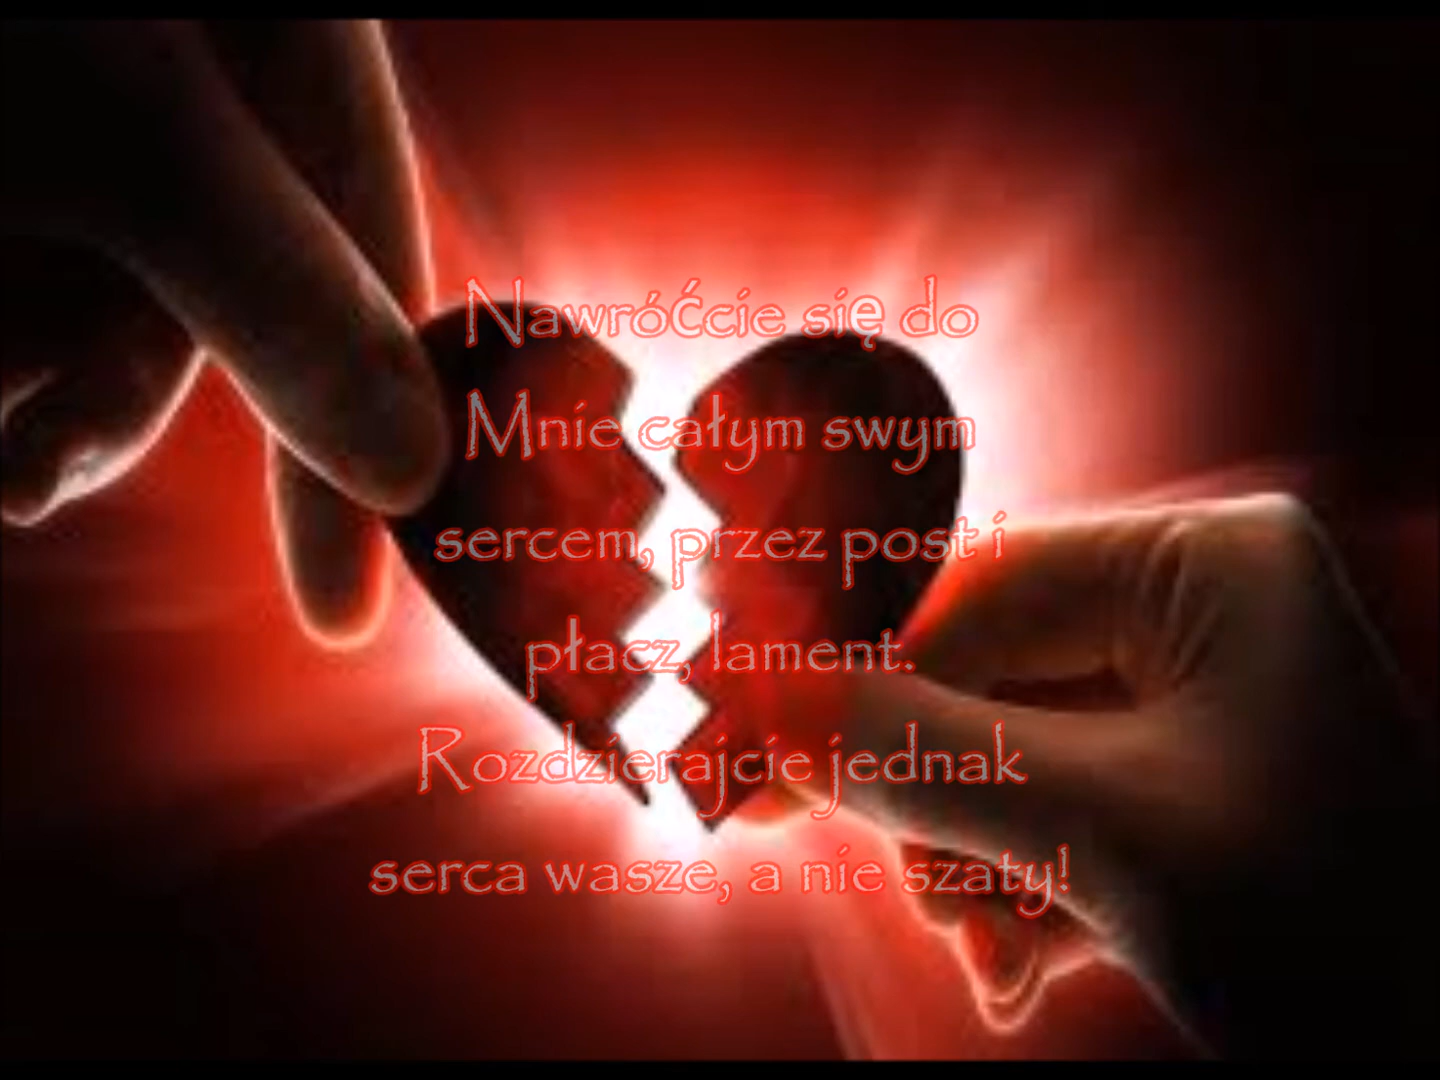 Nawróćcie się do
Mnie całym swym
sercem, przez post i
płacz, lament.
Rozdzierajcie jednak
serca wasze, a nie szaty!